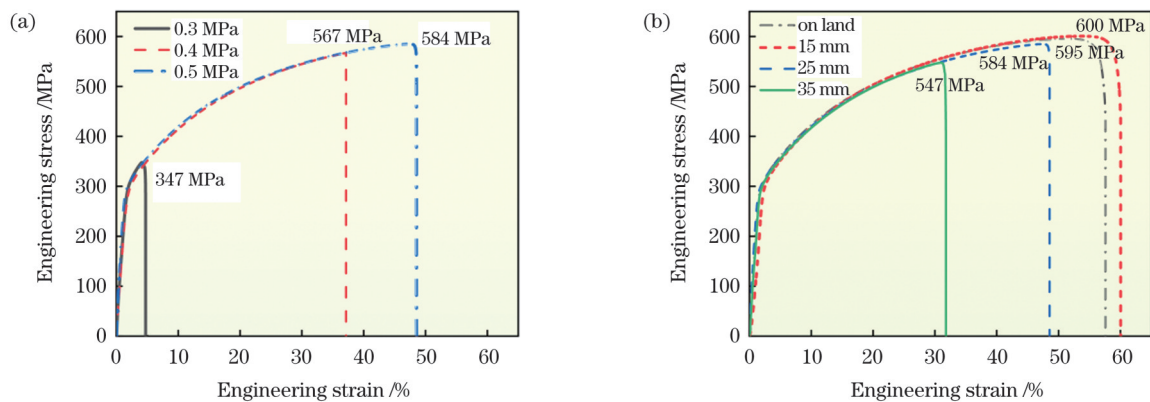 (a)
0.3 MPa
0.4 MPa
0.5 MPa
567 MPa
584 MPa
347 MPa
600
500
400
300
200
100
0
Engineering stress /MPa
0 10 20 30 40 50 60
Engineering strain /%
(b)
on land
15 mm
25 mm
35 mm
600 MPa
595 MPa
584 MPa
547 MPa
600
500
400
300
200
100
0
Engineering stress /MPa
0 10 20 30 40 50 60
Engineering strain /%